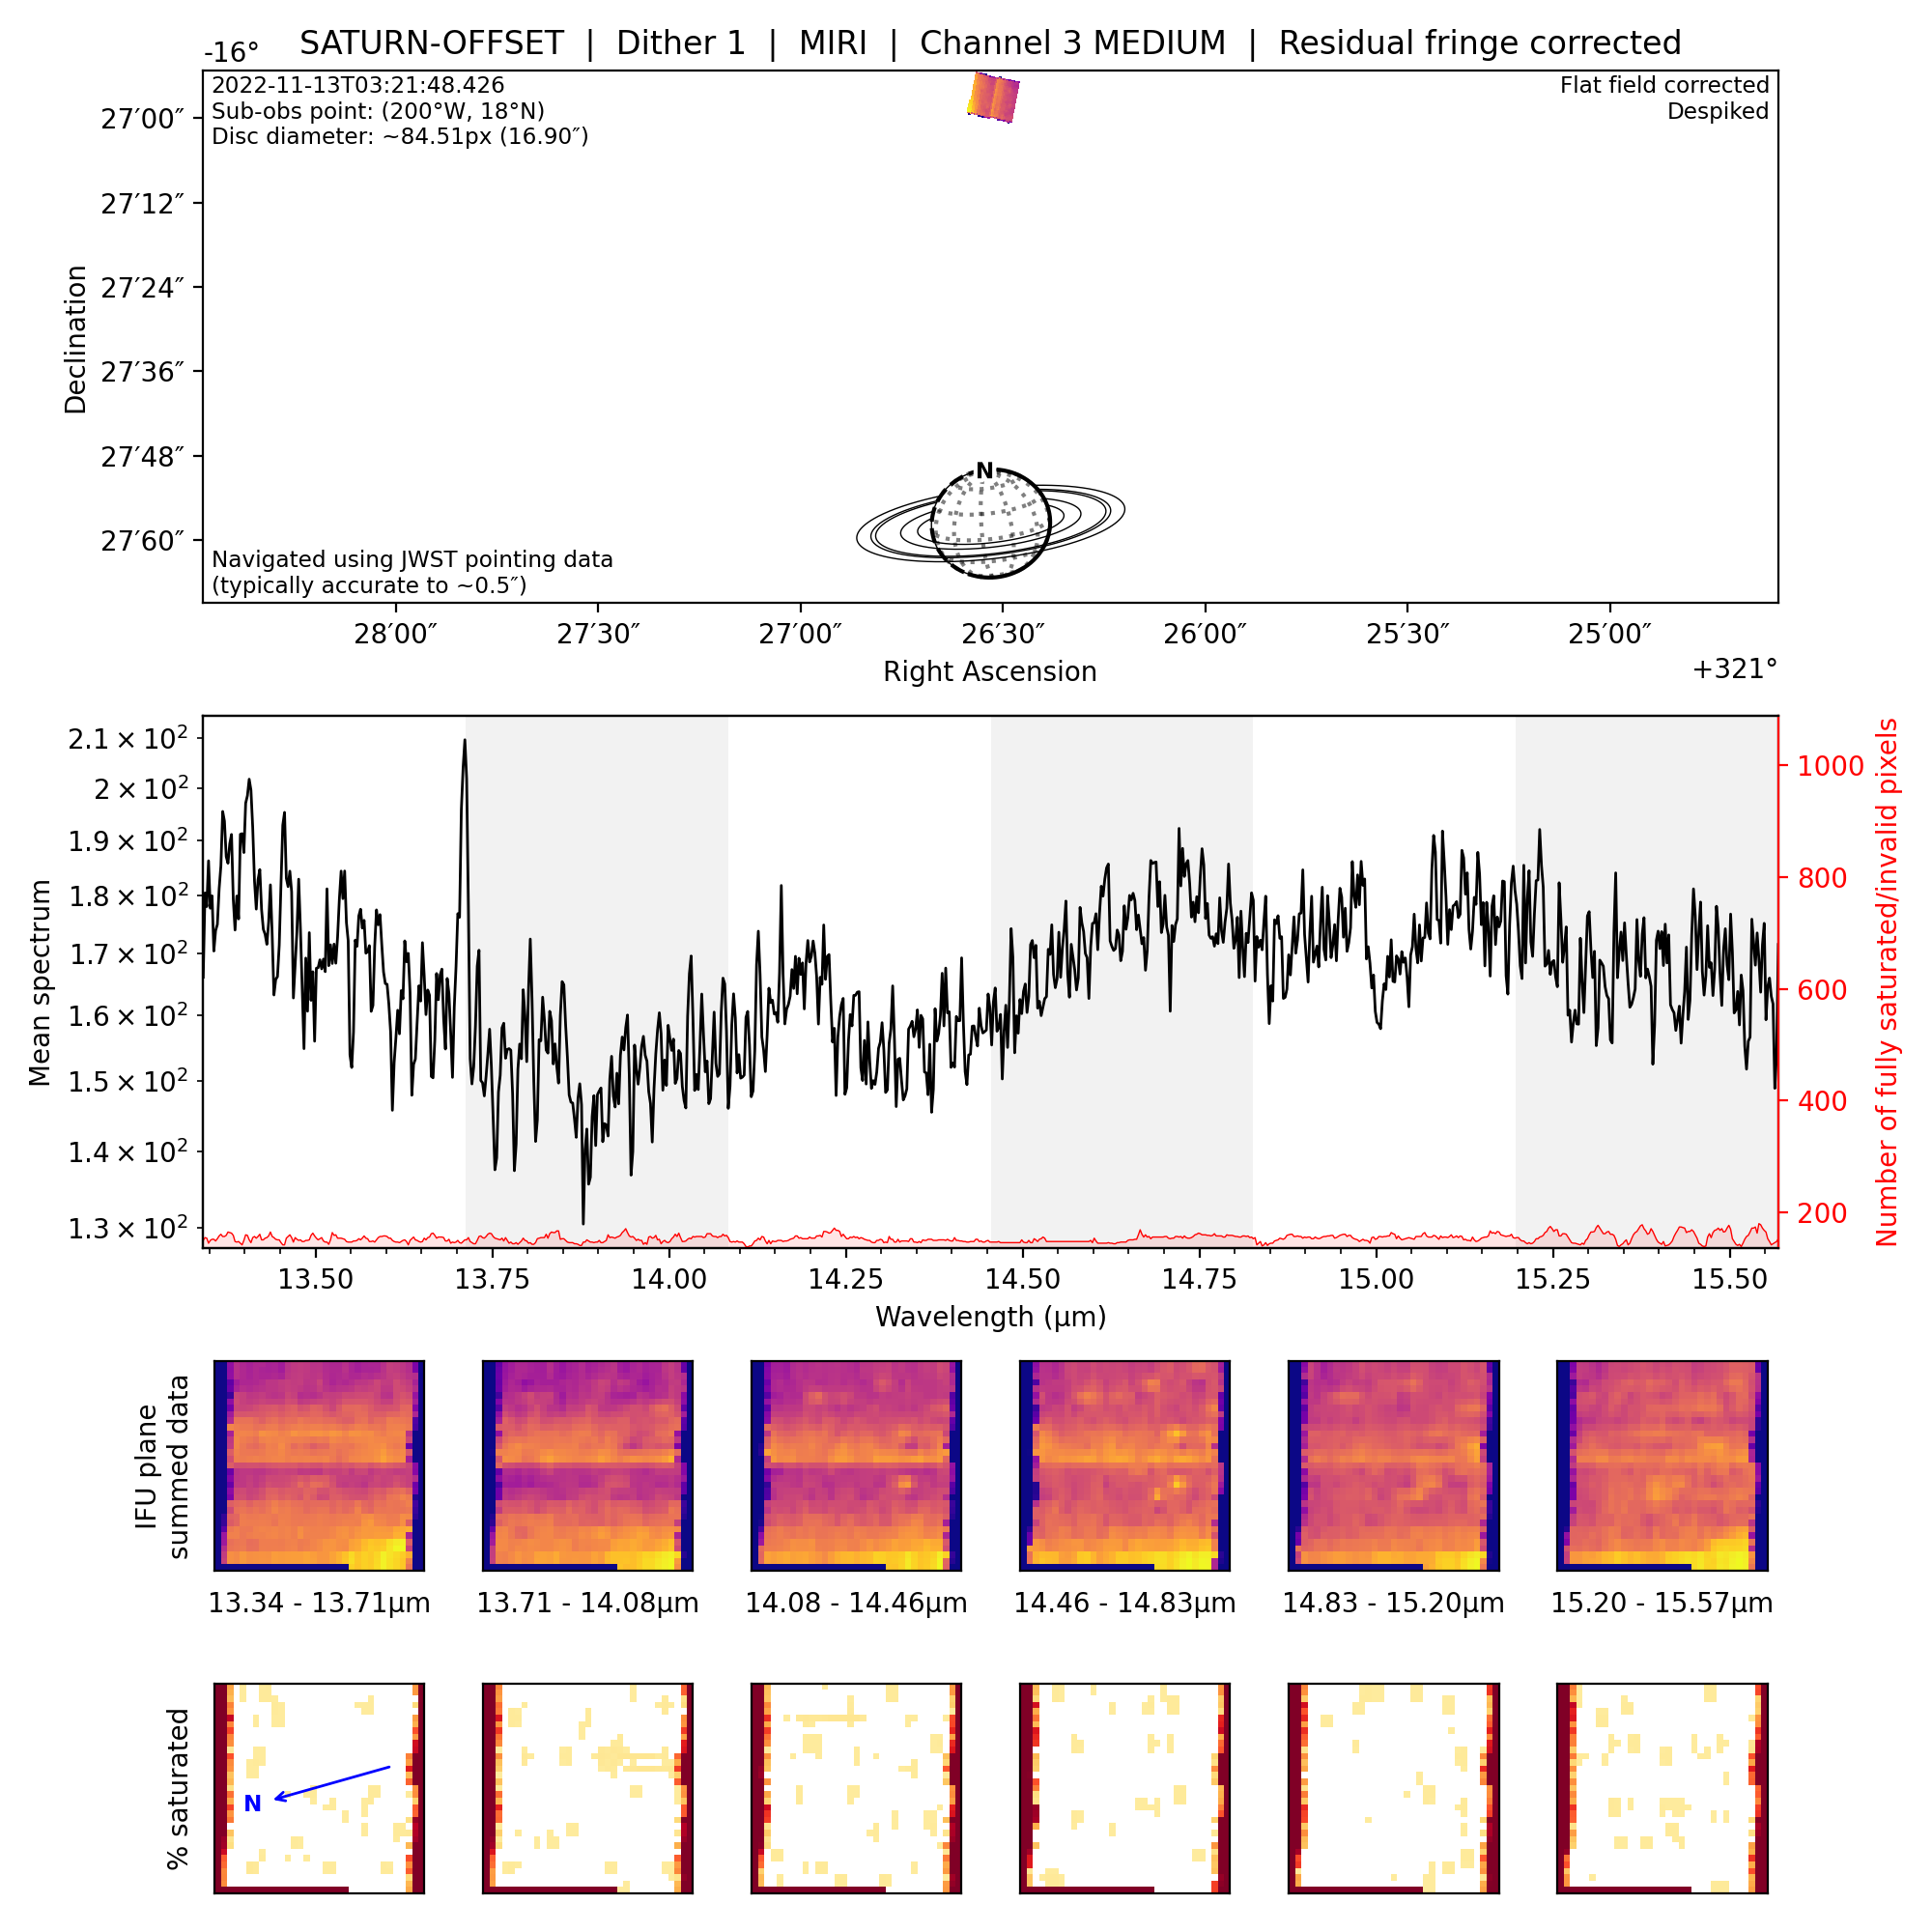 SATURN-OFFSET | Dither 1 | MIRI | Channel 3 MEDIUM | Residual fringe corrected
-16°
2022-11-13T03:21:48.426
Sub-obs point: (200°W, 18°N)
Disc diameter: ~84.51px (16.90″)
Flat field corrected
Despiked
27′00″
27′12″
27′24″
27′36″
27′48″
27′60″
Declination
N
Navigated using JWST pointing data
(typically accurate to ~0.5″)
28′00″ 27′30″ 27′00″ 26′30″ 26′00″ 25′30″ 25′00″
Right Ascension
+321°
2.1 × 10²
2 × 10²
1.9 × 10²
1.8 × 10²
1.7 × 10²
1.6 × 10²
1.5 × 10²
1.4 × 10²
1.3 × 10²
Mean spectrum
1000
800
600
400
200
Number of fully saturated/invalid pixels
13.50 13.75 14.00 14.25 14.50 14.75 15.00 15.25 15.50
Wavelength (µm)
IFU plane
summed data
13.34 - 13.71µm 13.71 - 14.08µm 14.08 - 14.46µm 14.46 - 14.83µm 14.83 - 15.20µm 15.20 - 15.57µm
% saturated
N